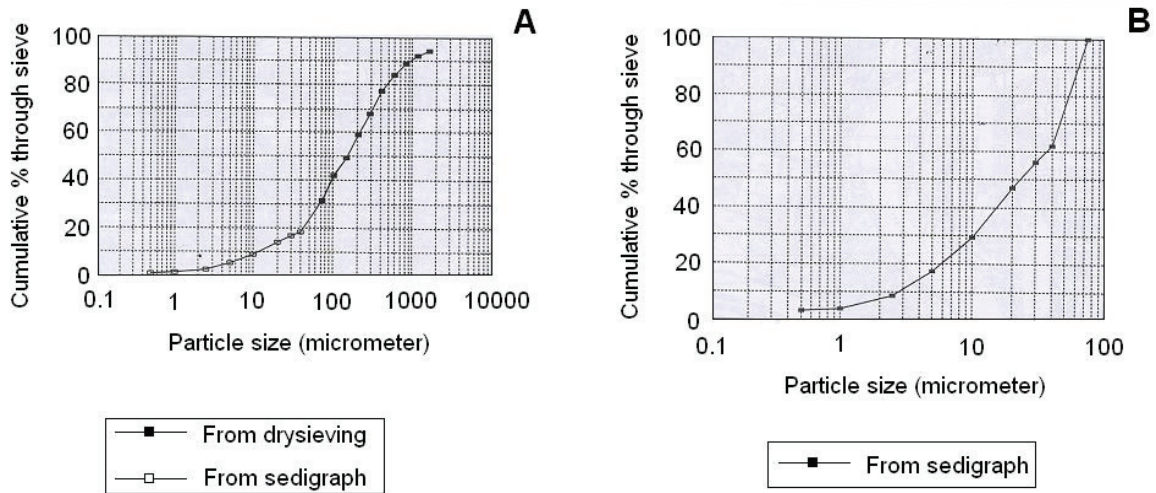 A
Cumulative % through sieve
100
80
60
40
20
0
0.1 1 10 100 1000 10000
Particle size (micrometer)
From drysieving
From sedigraph
B
Cumulative % through sieve
100
80
60
40
20
0
0.1 1 10 100
Particle size (micrometer)
From sedigraph